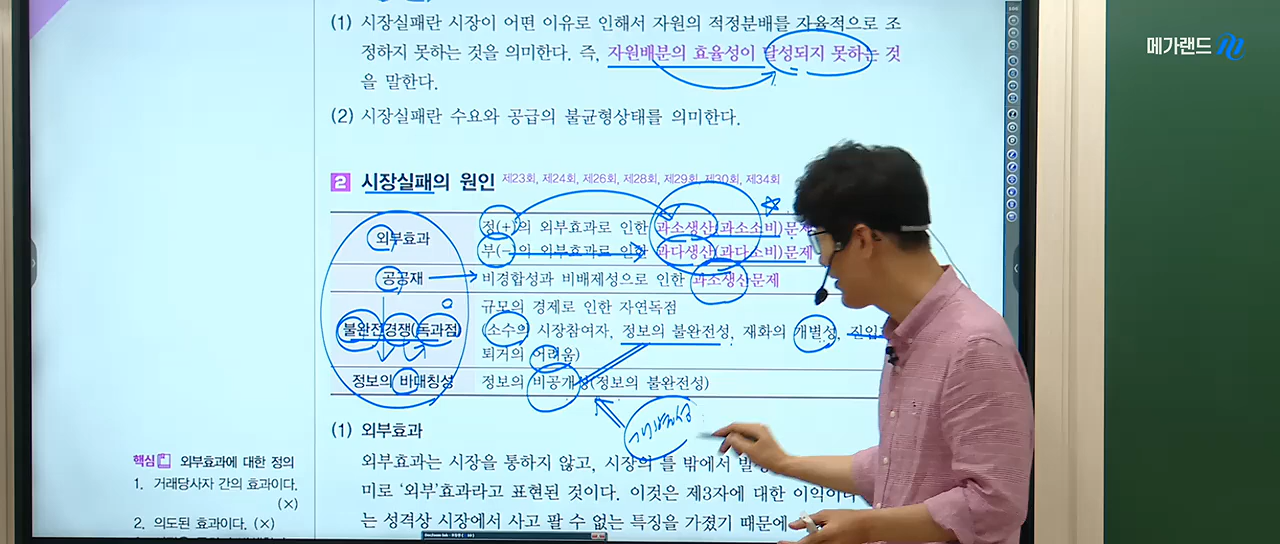 (1) 시장실패란 시장이 어떤 이유로 인해서 자원의 적정분배를 자율적으로 조
정하지 못하는 것을 의미한다. 즉, 자원배분의 효율성이 달성되지 못하는 것
을 말한다.
(2) 시장실패란 수요와 공급의 불균형상태를 의미한다.
2 시장실패의 원인 제23회, 제24회, 제26회, 제28회, 제29회, 제30회, 제34회
외부효과
정(+)의 외부효과로 인한 과소생산(과소소비)문제
부(-)의 외부효과로 인한 과다생산(과다소비)문제
공공재
비경합성과 비배제성으로 인한 과소생산문제
불완전경쟁(독과점)
규모의 경제로 인한 자연독점
(소수의 시장참여자, 정보의 불완전성, 재화의 개별성,
퇴거의 어려움)
정보의 비대칭성
정보의 비공개성(정보의 불완전성)
(1) 외부효과
외부효과는 시장을 통하지 않고, 시장의 틀 밖에서
미로 ‘외부’효과라고 표현된 것이다. 이것은 제3자에 대한
는 성격상 시장에서 사고 팔 수 없는 특징을 가졌기 때문에
핵심 외부효과에 대한 정의
1. 거래당사자 간의 효과이다.
(×)
2. 의도된 효과이다. (×)
메가랜드